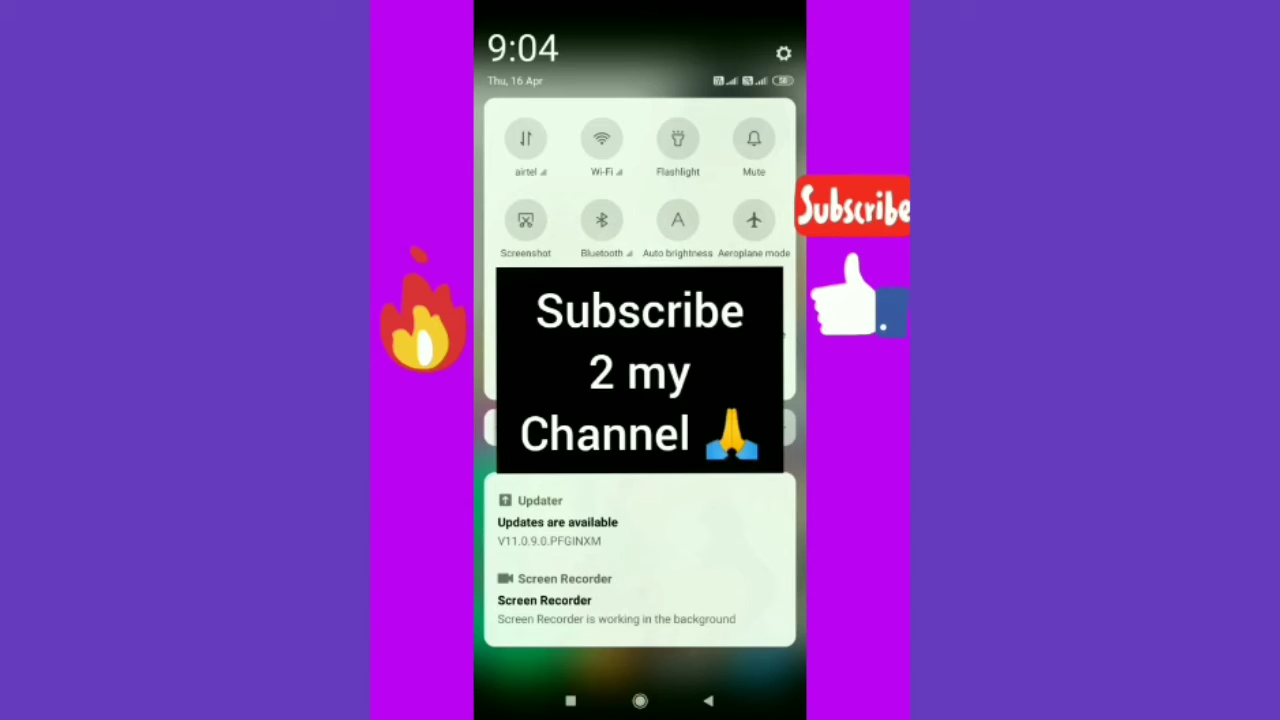 9:04
Thu, 16 Apr
airtel
Wi-Fi
Flashlight
Mute
Subscribe
Screenshot
Bluetooth
Auto brightness
Aeroplane mode
Subscribe
2 my
Channel 🙏
Updater
Updates are available
V11.0.9.0.PFGINXM
Screen Recorder
Screen Recorder
Screen Recorder is working in the background